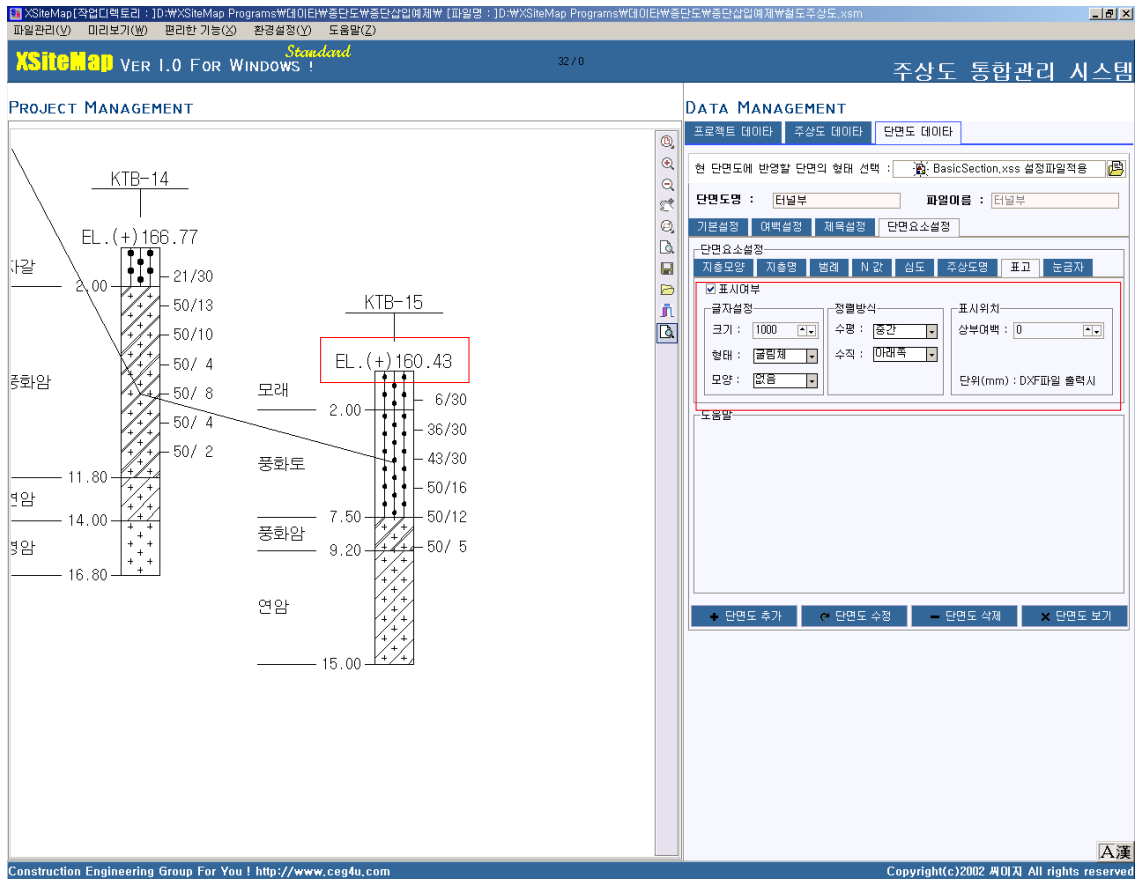 XSiteMap[작업디렉토리 : ]D:₩XSiteMap Programs₩데이타₩종단도₩종단삽입예제₩ [파일명 : ]D:₩XSiteMap Programs₩데이타₩종단도₩종단삽입예제₩철도주상도,xsm
파일관리(V) 미리보기(W) 편리한 기능(X) 환경설정(Y) 도움말(Z)
XSiteMap VER 1.0 FOR WINDOWS ! Standard
32 / 0
주상도 통합관리 시스템
PROJECT MANAGEMENT
KTB-14
EL.(+)166.77
갈
2.00
21/30
50/13
50/10
50/ 4
풍화암
50/ 8
50/ 4
50/ 2
11.80
연암
14.00
경암
16.80
KTB-15
EL.(+)160.43
모래
6/30
2.00
36/30
풍화토
43/30
50/16
7.50
50/12
풍화암
9.20
50/ 5
연암
15.00
DATA MANAGEMENT
프로젝트 데이타 주상도 데이타 단면도 데이타
현 단면도에 반영할 단면의 형태 선택 : BasicSection,xss 설정파일적용
단면도명 : 터널부 파일이름 : 터널부
기본설정 여백설정 제목설정 단면요소설정
단면요소설정
지층모양 지층명 범례 N 값 심도 주상도명 표고 눈금자
표시여부
글자설정 정렬방식 표시위치
크기 : 1000 수평 : 중간 상부여백 : 0
형태 : 굴림체 수직 : 아래쪽
모양 : 없음 단위(mm) : DXF파일 출력시
도움말
단면도 추가 단면도 수정 단면도 삭제 단면도 보기
A漢
Construction Engineering Group For You ! http://www,ceg4u,com
Copyright(c)2002 씨이지 All rights reserved